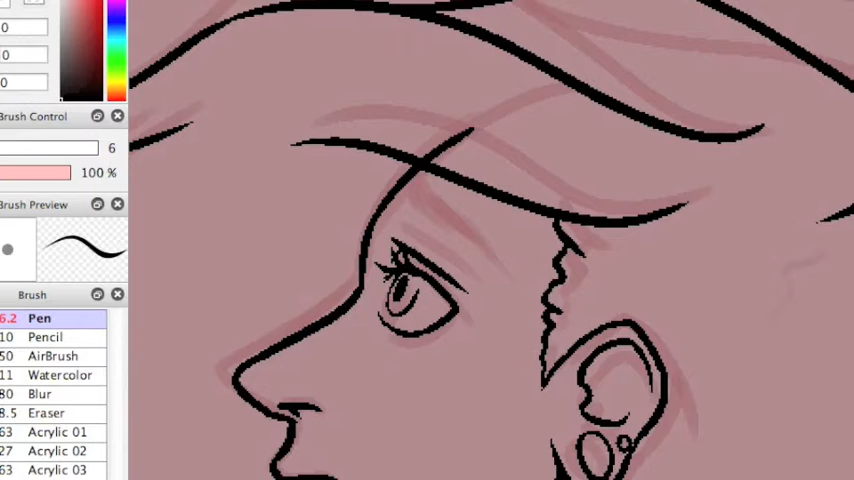 0
0
0
Brush Control
6
100 %
Brush Preview
Brush
6.2 Pen
10 Pencil
50 AirBrush
11 Watercolor
80 Blur
8.5 Eraser
63 Acrylic 01
27 Acrylic 02
63 Acrylic 03